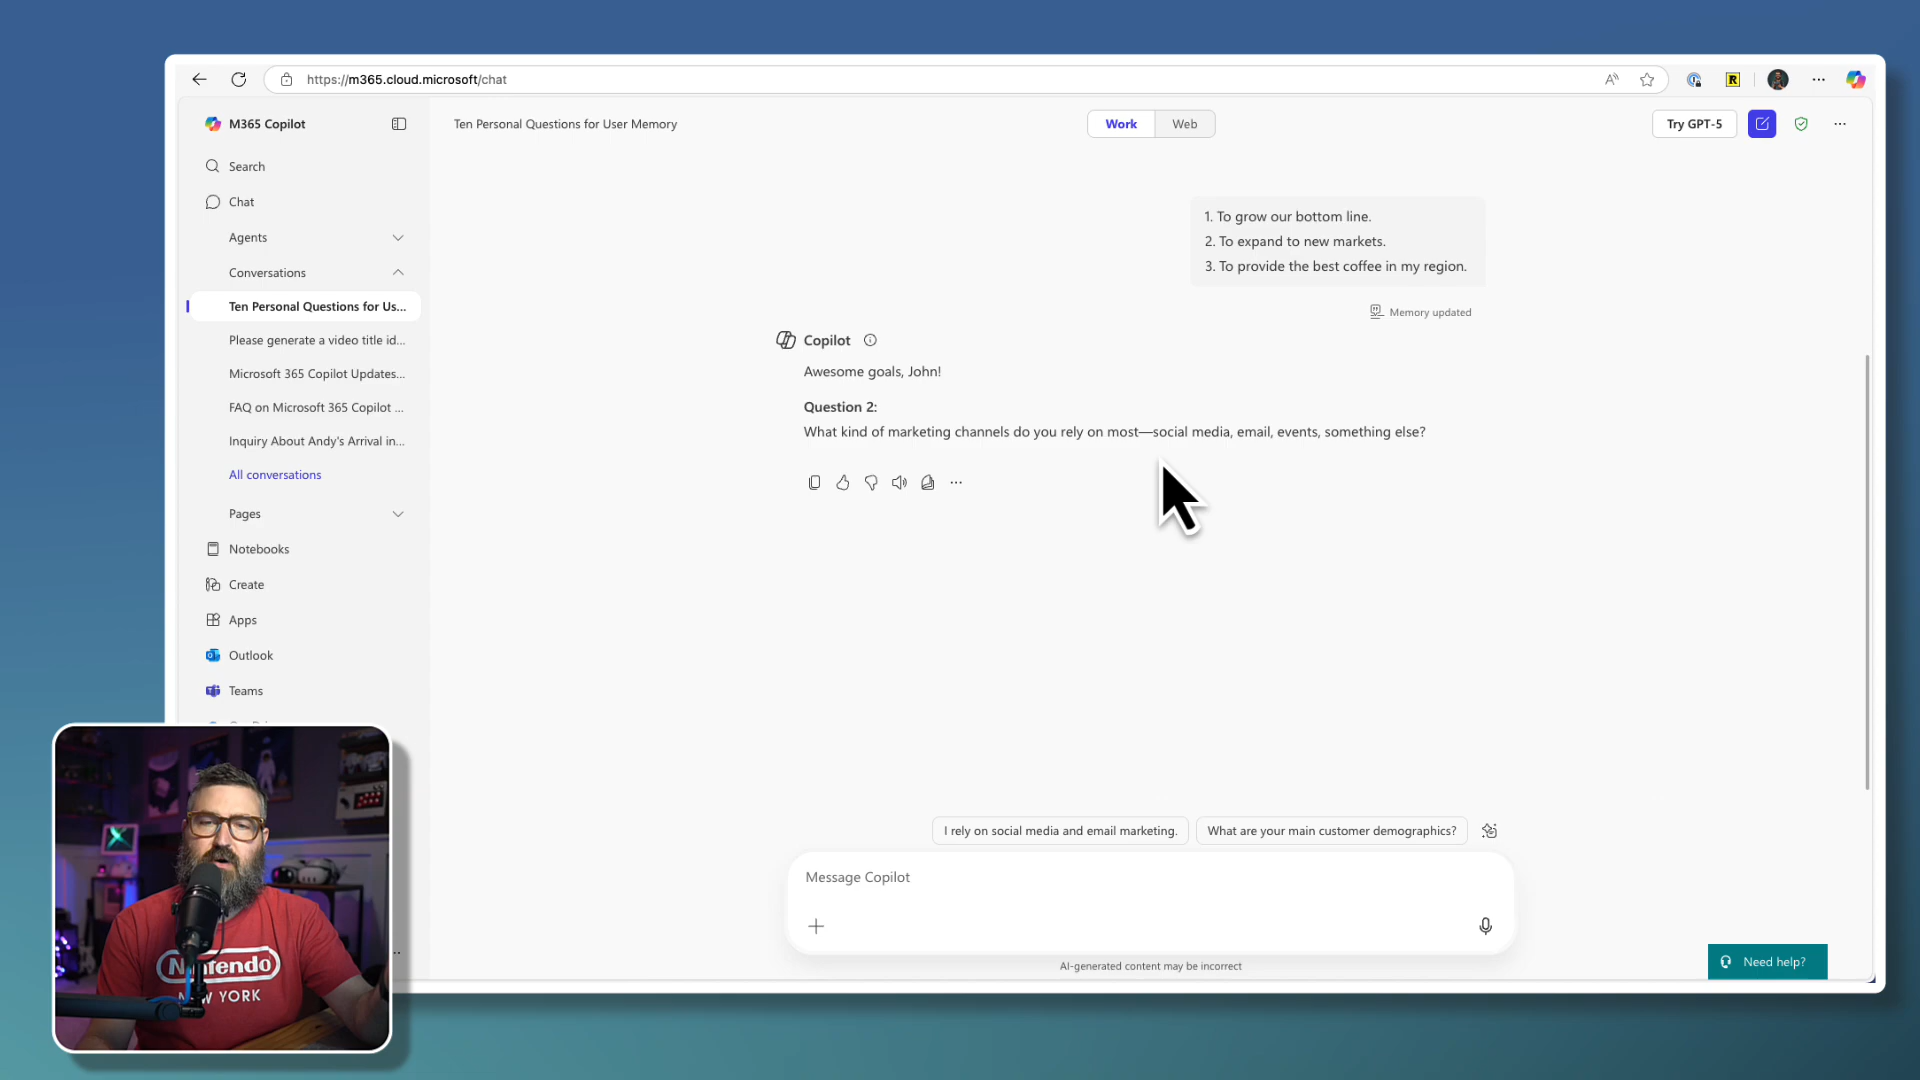 https://m365.cloud.microsoft/chat
M365 Copilot
Search
Chat
Agents
Conversations
Ten Personal Questions for Us...
Please generate a video title id...
Microsoft 365 Copilot Updates...
FAQ on Microsoft 365 Copilot ...
Inquiry About Andy's Arrival in...
All conversations
Pages
Notebooks
Create
Apps
Outlook
Teams
Ten Personal Questions for User Memory
Work
Web
Try GPT-5
1. To grow our bottom line.
2. To expand to new markets.
3. To provide the best coffee in my region.
Memory updated
Copilot
Awesome goals, John!
Question 2:
What kind of marketing channels do you rely on most—social media, email, events, something else?
I rely on social media and email marketing.
What are your main customer demographics?
Message Copilot
AI-generated content may be incorrect
Need help?
Nintendo
NEW YORK